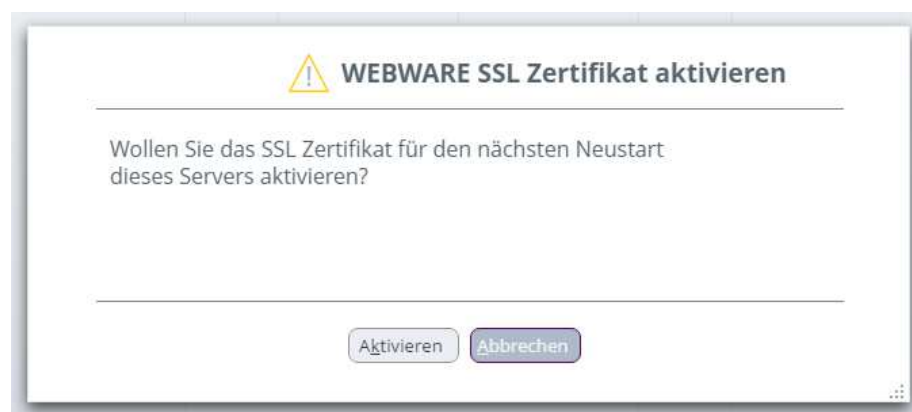 WEBWARE SSL Zertifikat aktivieren
Wollen Sie das SSL Zertifikat für den nächsten Neustart
dieses Servers aktivieren?
Aktivieren Abbrechen